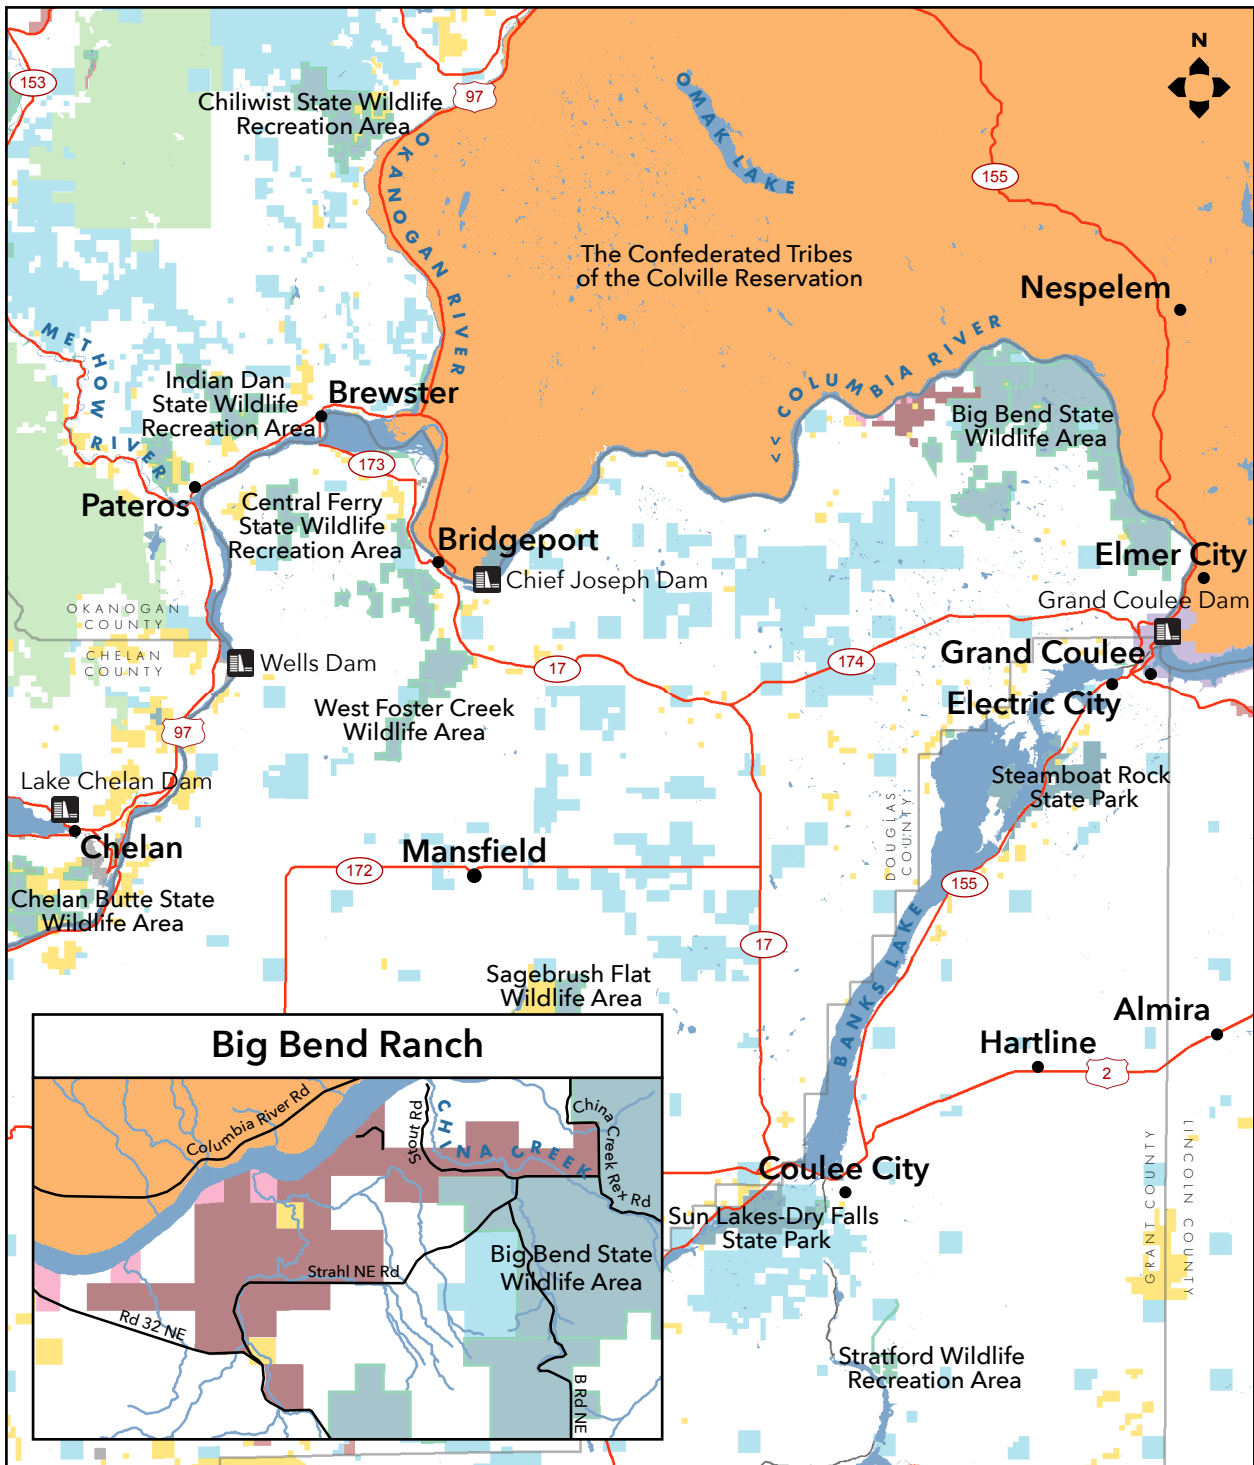 N
153
97
Chiliwist State Wildlife
Recreation Area
OMAK LAKE
155
OKANOGAN RIVER
The Confederated Tribes
of the Colville Reservation
Nespelem
METHOW RIVER
<< COLUMBIA RIVER
Indian Dan
State Wildlife
Recreation Area
Brewster
Big Bend State
Wildlife Area
173
Pateros
Central Ferry
State Wildlife
Recreation Area
Bridgeport
Chief Joseph Dam
Elmer City
Grand Coulee Dam
OKANOGAN
COUNTY
CHELAN
COUNTY
Wells Dam
17
174
Grand Coulee
Electric City
West Foster Creek
Wildlife Area
97
Lake Chelan Dam
Steamboat Rock
State Park
DOUGLAS
COUNTY
Chelan
Mansfield
172
155
Chelan Butte State
Wildlife Area
17
BANKS LAKE
Sagebrush Flat
Wildlife Area
Almira
Hartline
2
Big Bend Ranch
Columbia River Rd
Stout Rd
CHINA CREEK
China Creek Rex Rd
Strahl NE Rd
Big Bend State
Wildlife Area
Rd 32 NE
B Rd NE
GRANT COUNTY
LINCOLN COUNTY
Coulee City
Sun Lakes-Dry Falls
State Park
Stratford Wildlife
Recreation Area